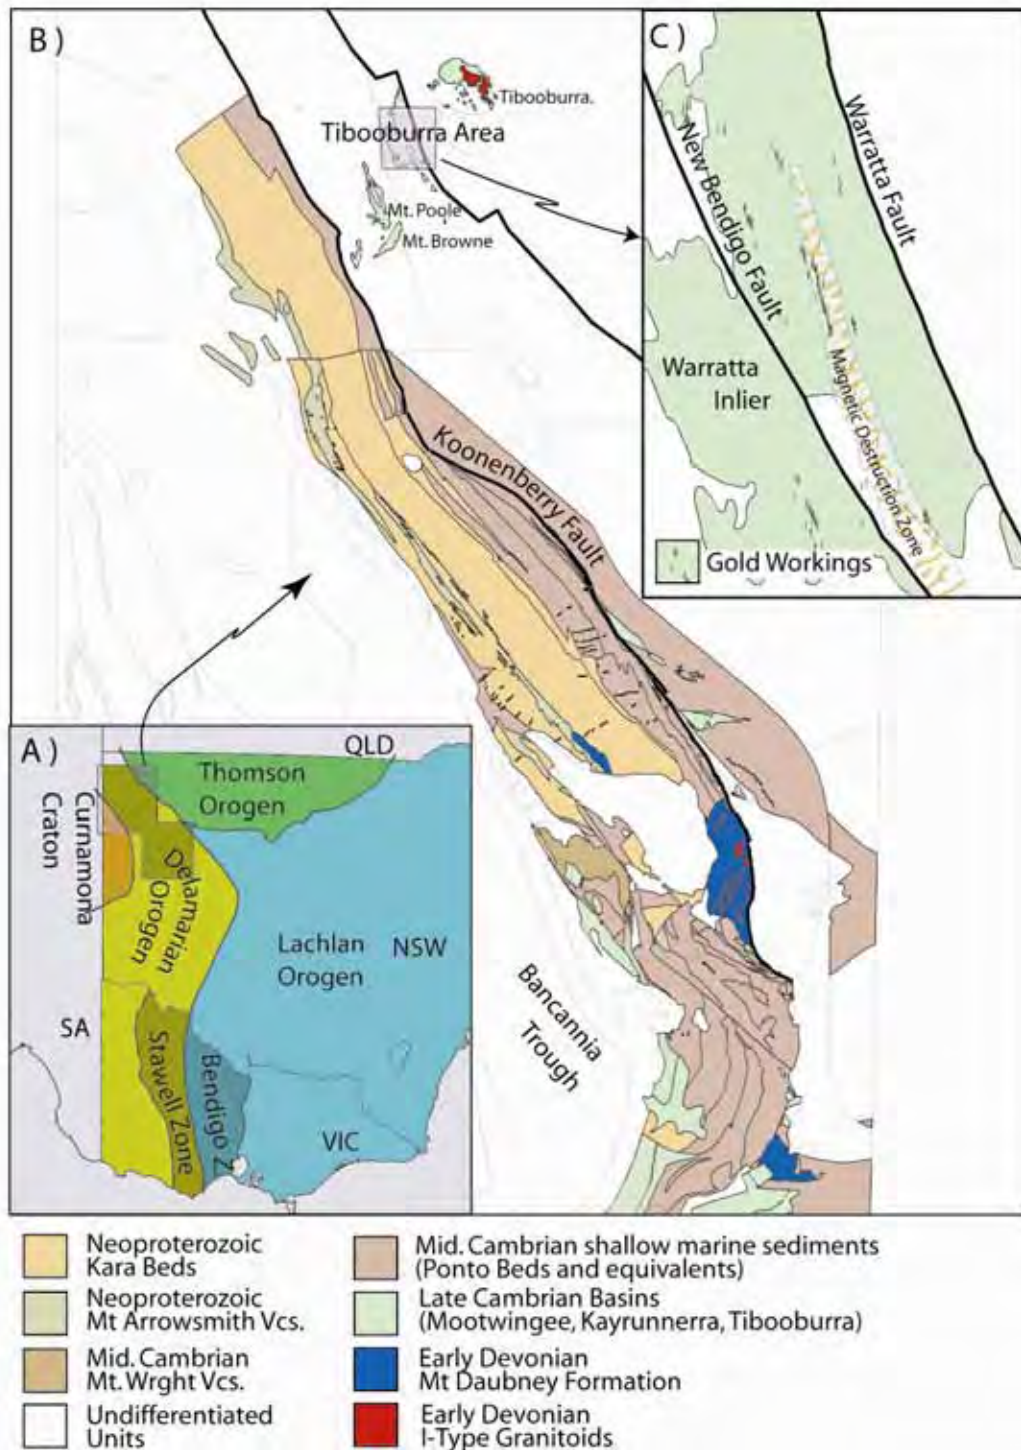 B )
Tibooburra.
Tibooburra Area
Mt. Poole
Mt. Browne
Koonenberry Fault
Bancannia
Trough
C )
New Bendigo Fault
Warratta Fault
Warratta
Inlier
Magnetic Destruction Zone
Gold Workings
A )
QLD
Thomson
Orogen
Curnamona
Craton
Delamarian
Orogen
Lachlan
Orogen
NSW
SA
Stawell Zone
Bendigo Z
VIC
Neoproterozoic
Kara Beds
Neoproterozoic
Mt Arrowsmith Vcs.
Mid. Cambrian
Mt. Wrght Vcs.
Undifferentiated
Units
Mid. Cambrian shallow marine sediments
(Ponto Beds and equivalents)
Late Cambrian Basins
(Mootwingee, Kayrunnerra, Tibooburra)
Early Devonian
Mt Daubney Formation
Early Devonian
I-Type Granitoids